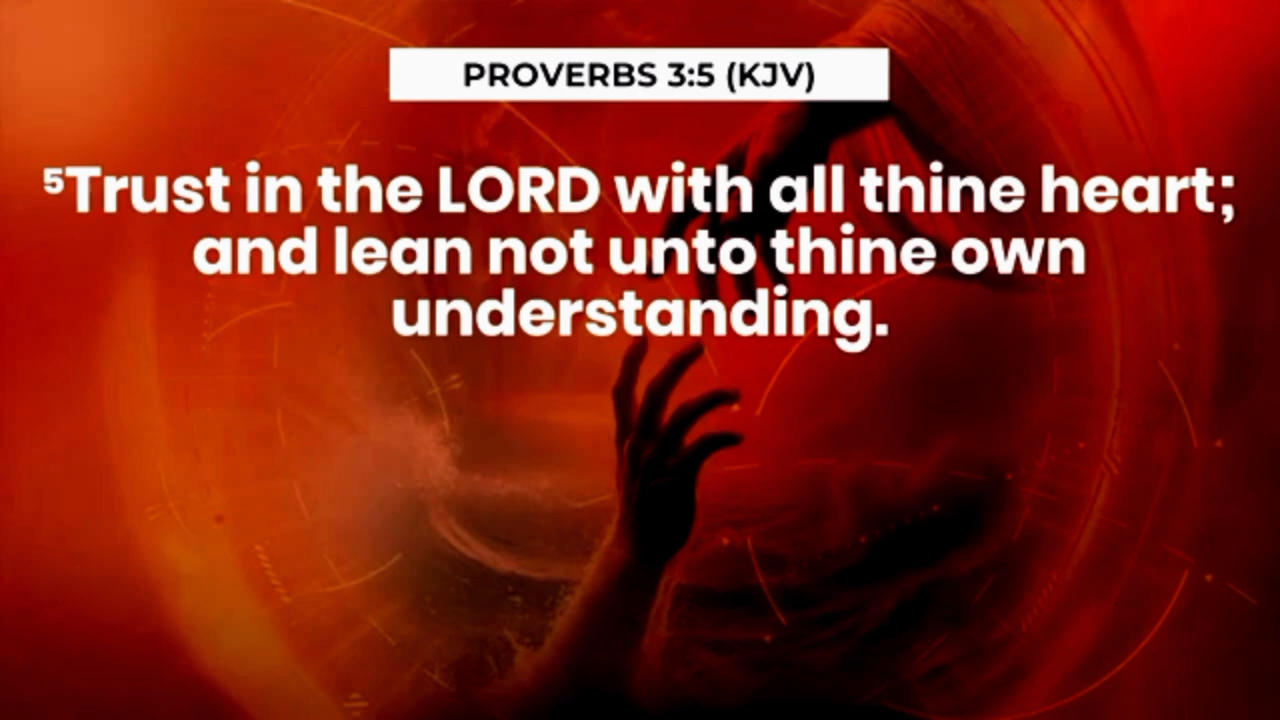 PROVERBS 3:5 (KJV)
⁵Trust in the LORD with all thine heart;
and lean not unto thine own
understanding.